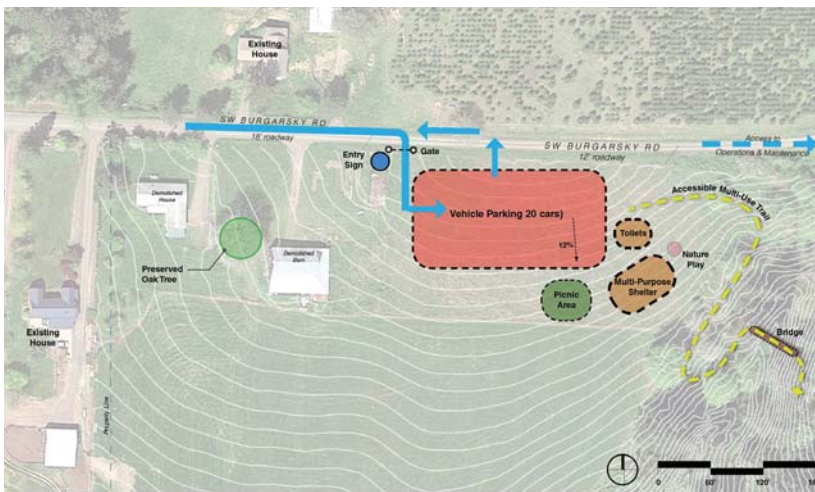 Existing
House
SW BURGARSKY RD
18' roadway
Entry
Sign
Gate
SW BURGARSKY RD
12' roadway
Access to
Operations & Maintenance
Demolished
House
Preserved
Oak Tree
Demolished
Barn
Vehicle Parking 20 cars)
12%
Accessible Multi-Use Trail
Toilets
Nature
Play
Multi-Purpose
Shelter
Picnic
Area
Bridge
Existing
House
Property Line
0
60'
120'